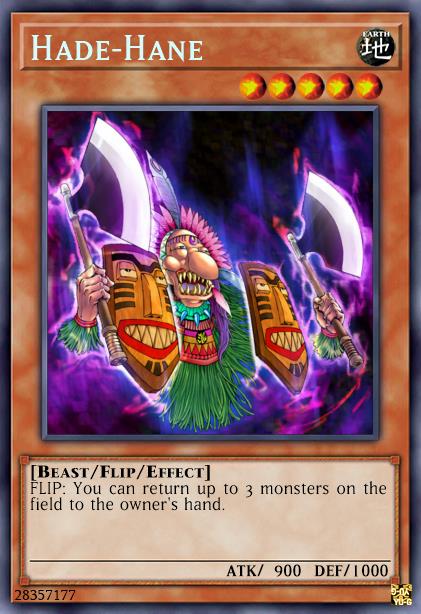 Hade-Hane
EARTH
地
[Beast/Flip/Effect]
FLIP: You can return up to 3 monsters on the
field to the owner's hand.
ATK/ 900 DEF/1000
28357177